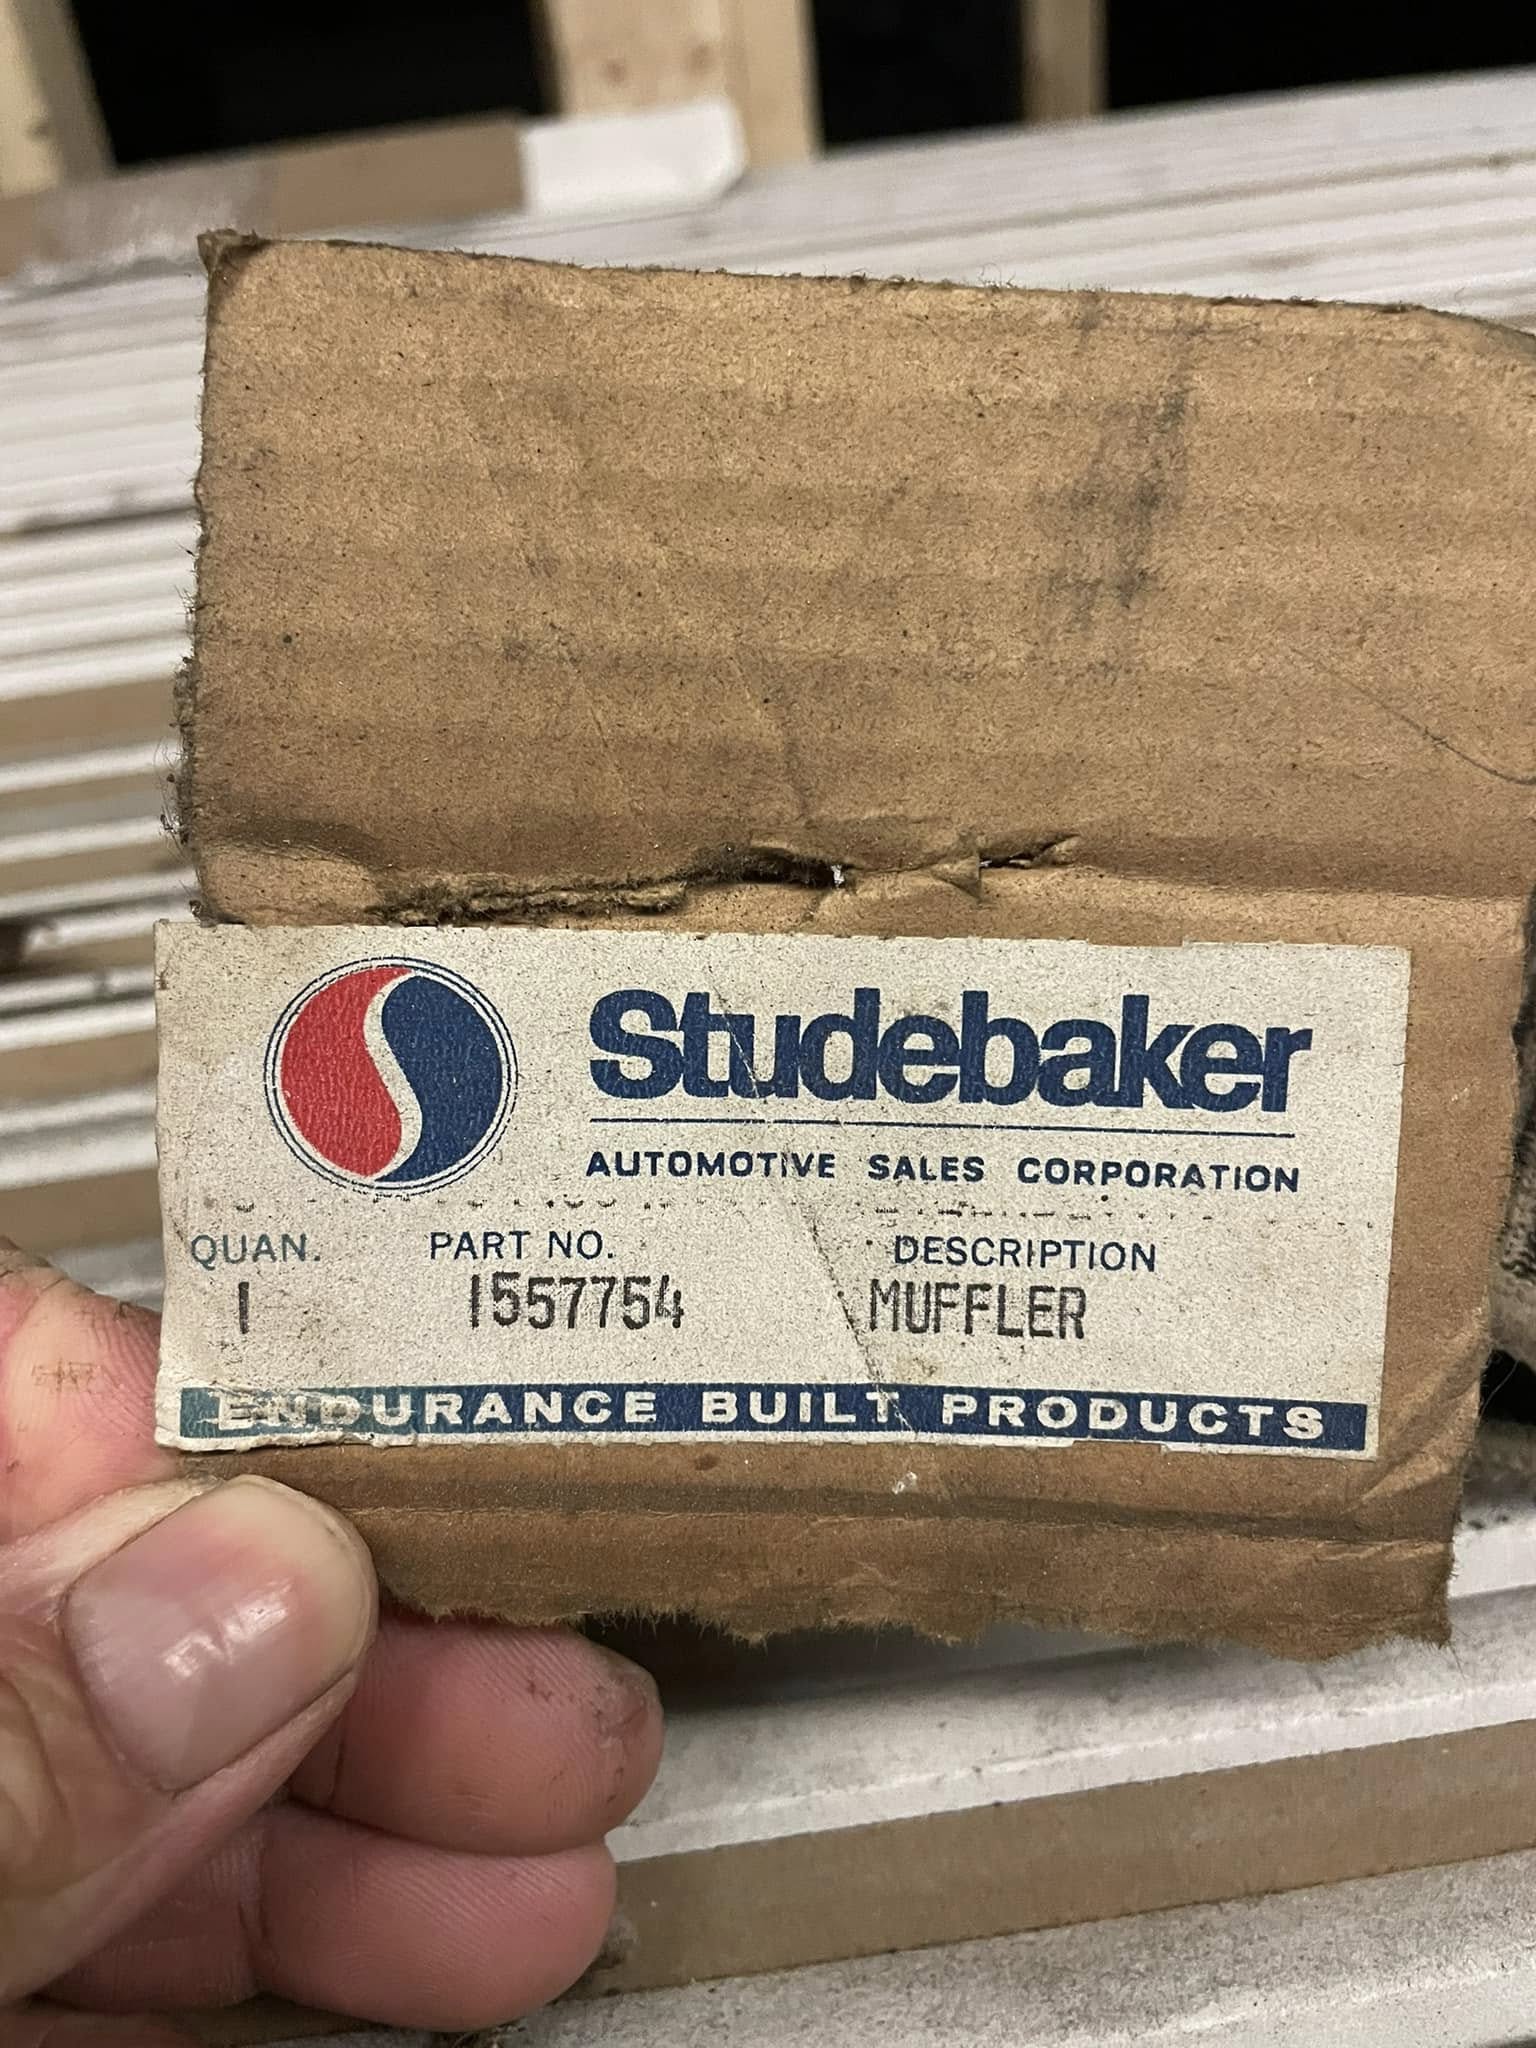 Studebaker
AUTOMOTIVE SALES CORPORATION
QUAN. PART NO. DESCRIPTION
1 1557754 MUFFLER
ENDURANCE BUILT PRODUCTS